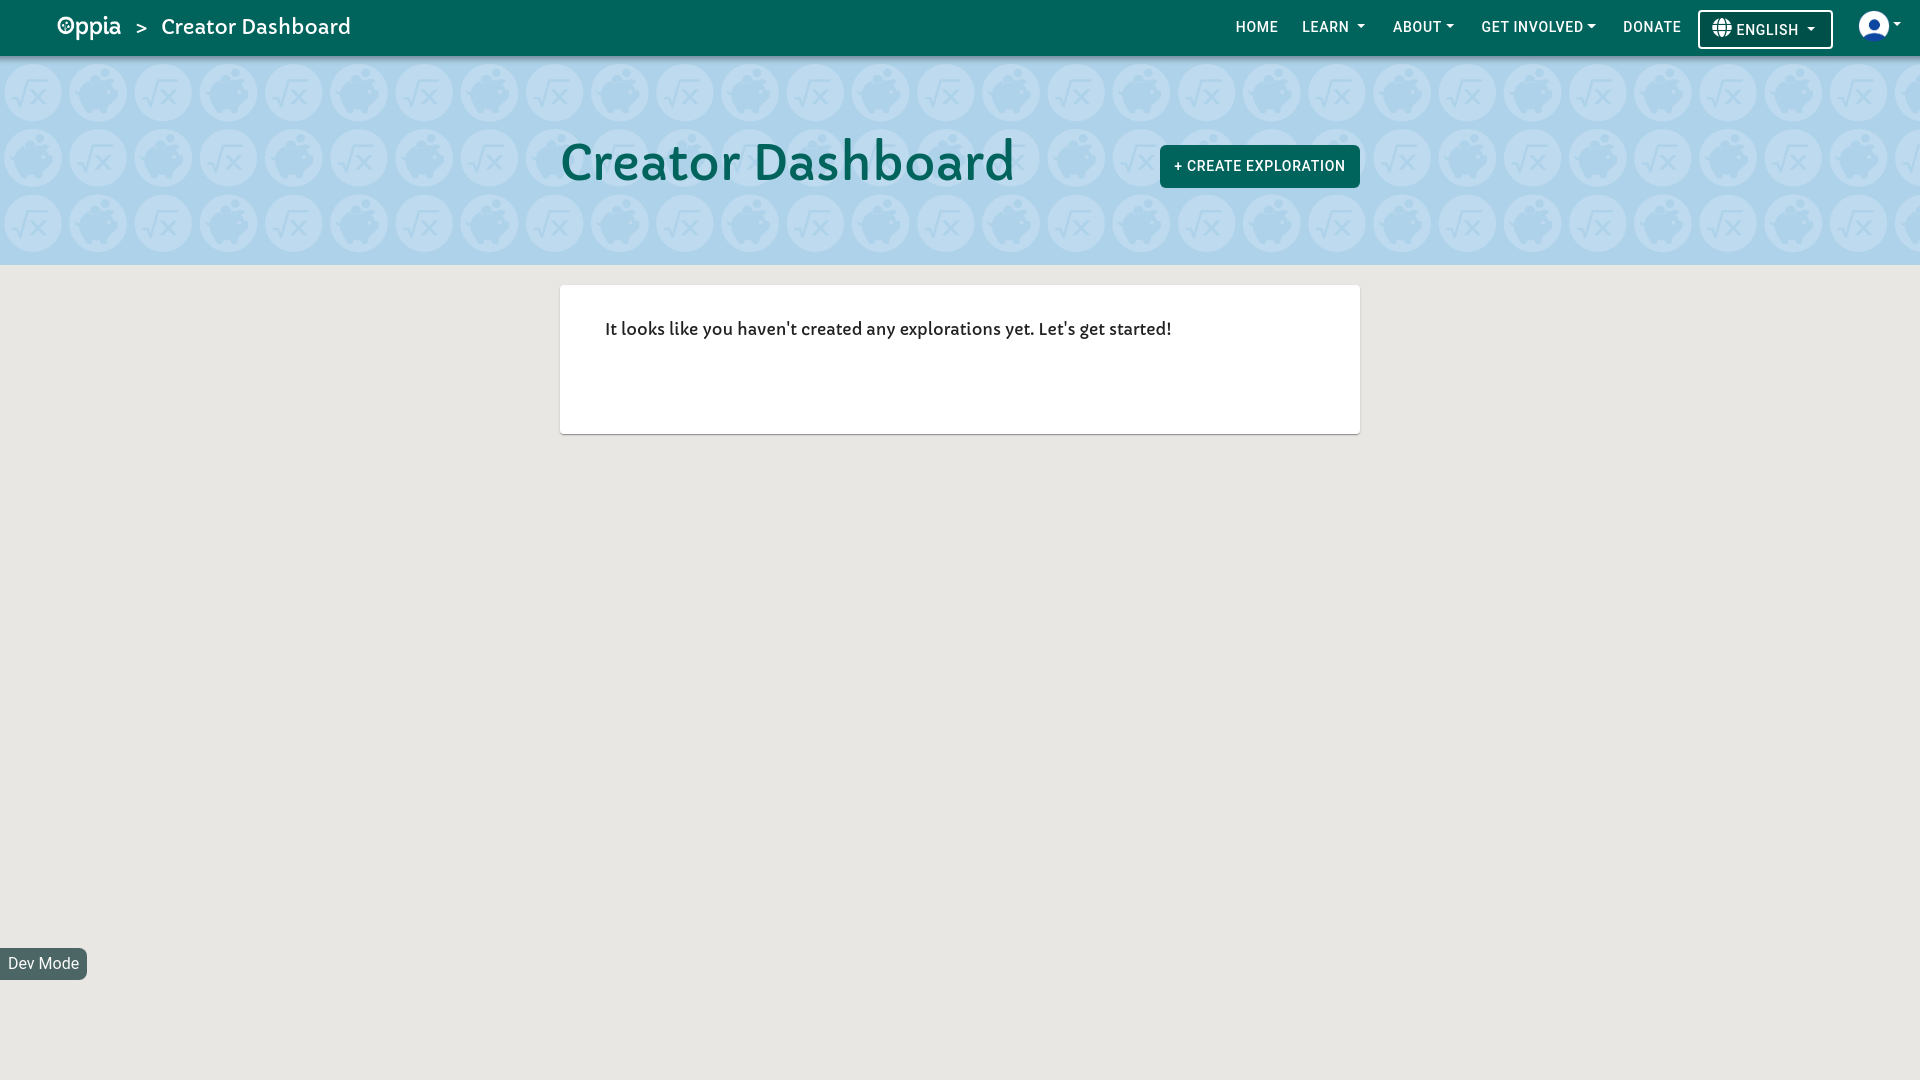 Oppia > Creator Dashboard
HOME LEARN ABOUT GET INVOLVED DONATE ENGLISH
Creator Dashboard
+ CREATE EXPLORATION
It looks like you haven't created any explorations yet. Let's get started!
Dev Mode